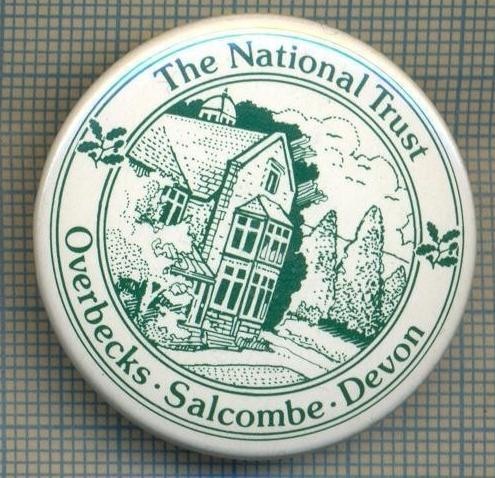 The National Trust
Overbecks · Salcombe · Devon